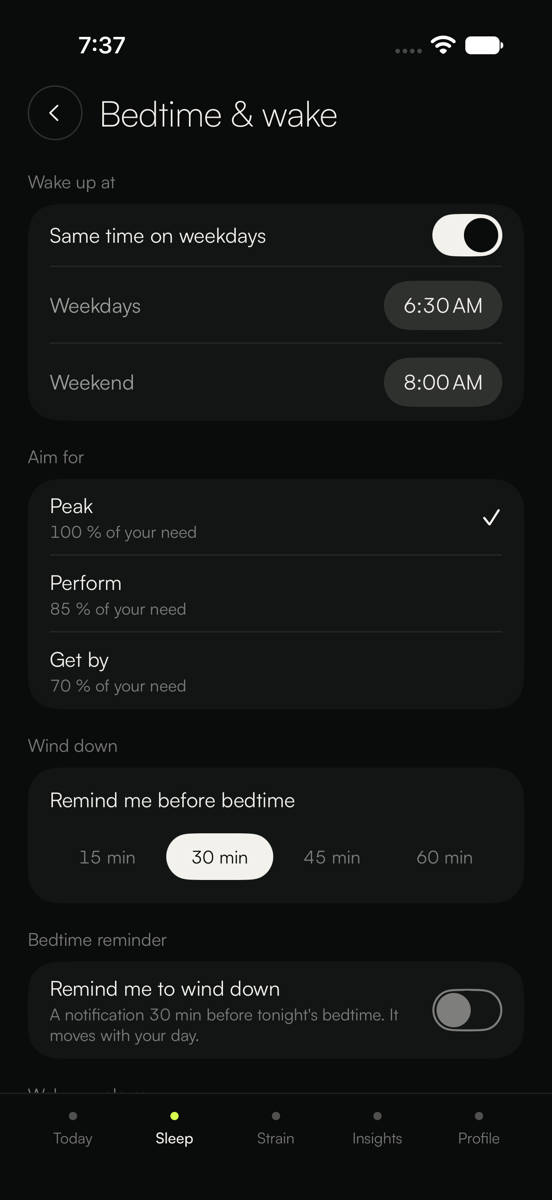 7:37
Bedtime & wake
Wake up at
Same time on weekdays
Weekdays
6:30 AM
Weekend
8:00 AM
Aim for
Peak
100 % of your need
Perform
85 % of your need
Get by
70 % of your need
Wind down
Remind me before bedtime
15 min 30 min 45 min 60 min
Bedtime reminder
Remind me to wind down
A notification 30 min before tonight's bedtime. It
moves with your day.
Today Sleep Strain Insights Profile